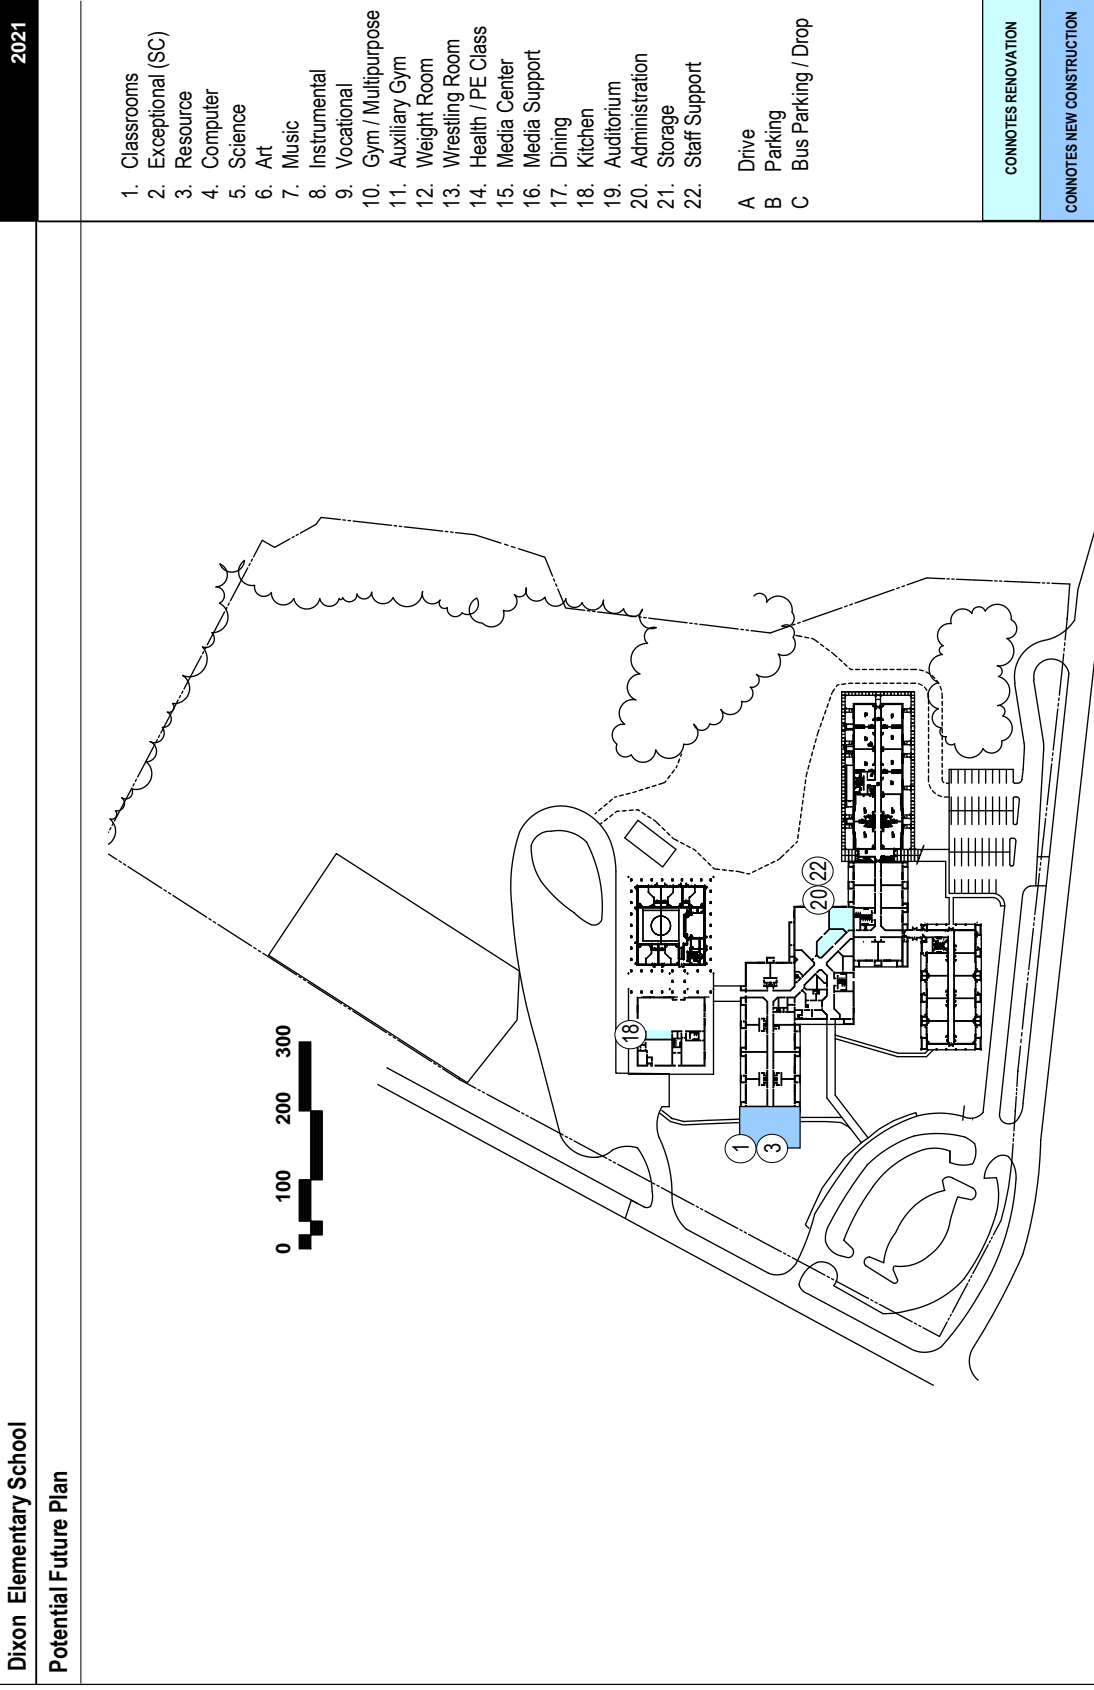 Dixon Elementary School
2021
Potential Future Plan
1. Classrooms
2. Exceptional (SC)
3. Resource
4. Computer
5. Science
6. Art
7. Music
8. Instrumental
9. Vocational
10. Gym / Multipurpose
11. Auxiliary Gym
12. Weight Room
13. Wrestling Room
14. Health / PE Class
15. Media Center
16. Media Support
17. Dining
18. Kitchen
19. Auditorium
20. Administration
21. Storage
22. Staff Support
A Drive
B Parking
C Bus Parking / Drop
CONNOTES RENOVATION
CONNOTES NEW CONSTRUCTION
0 100 200 300
18
20 22
1
3